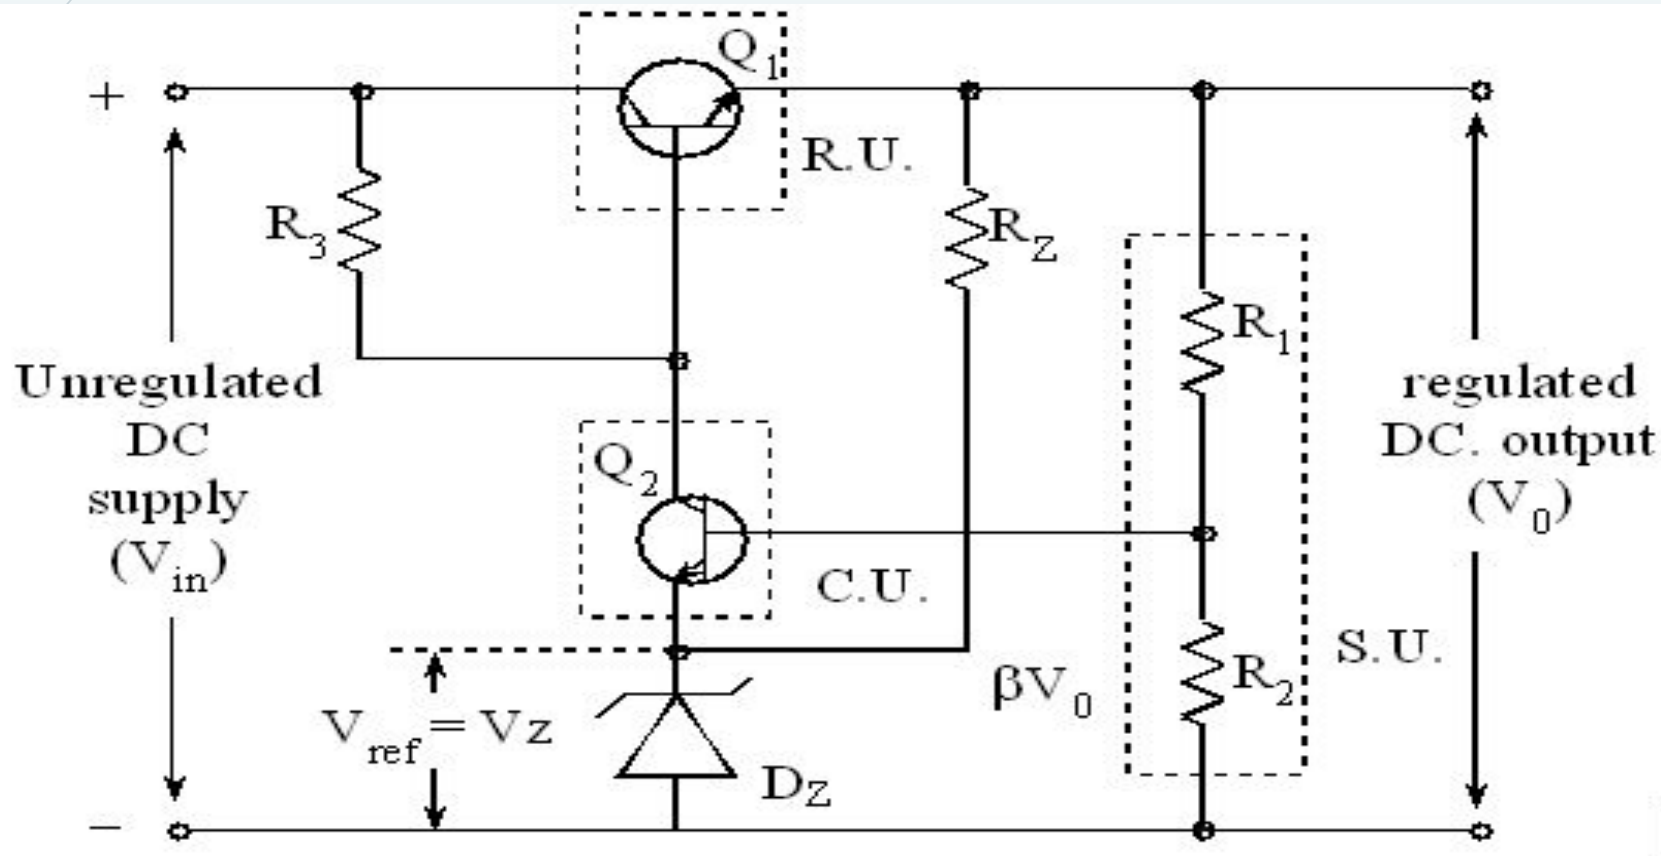 Q1
+
R.U.
R3
RZ
R1
Unregulated
DC
supply
(Vin)
regulated
DC. output
(V0)
Q2
C.U.
S.U.
βV0
R2
Vref = Vz
DZ
−